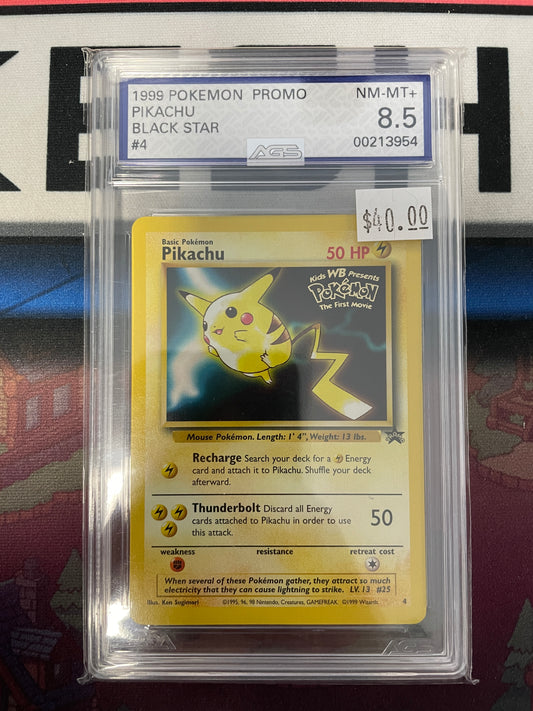 1999 POKEMON PROMO NM-MT+
PIKACHU 8.5
BLACK STAR
#4 AGS 00213954
$40.00
Basic Pokémon
Pikachu 50 HP
Kids WB Presents
POKéMON
The First Movie
Mouse Pokémon. Length: 1' 4", Weight: 13 lbs.
PROMO
Recharge Search your deck for a Energy
card and attach it to Pikachu. Shuffle your deck
afterward.
Thunderbolt Discard all Energy
cards attached to Pikachu in order to use 50
this attack.
weakness resistance retreat cost
When several of these Pokémon gather, they attract so much
electricity that they can cause lightning to strike. LV. 13 #25
Illus. Ken Sugimori ©1995, 96, 98 Nintendo, Creatures, GAMEFREAK. ©1999 Wizards. 4